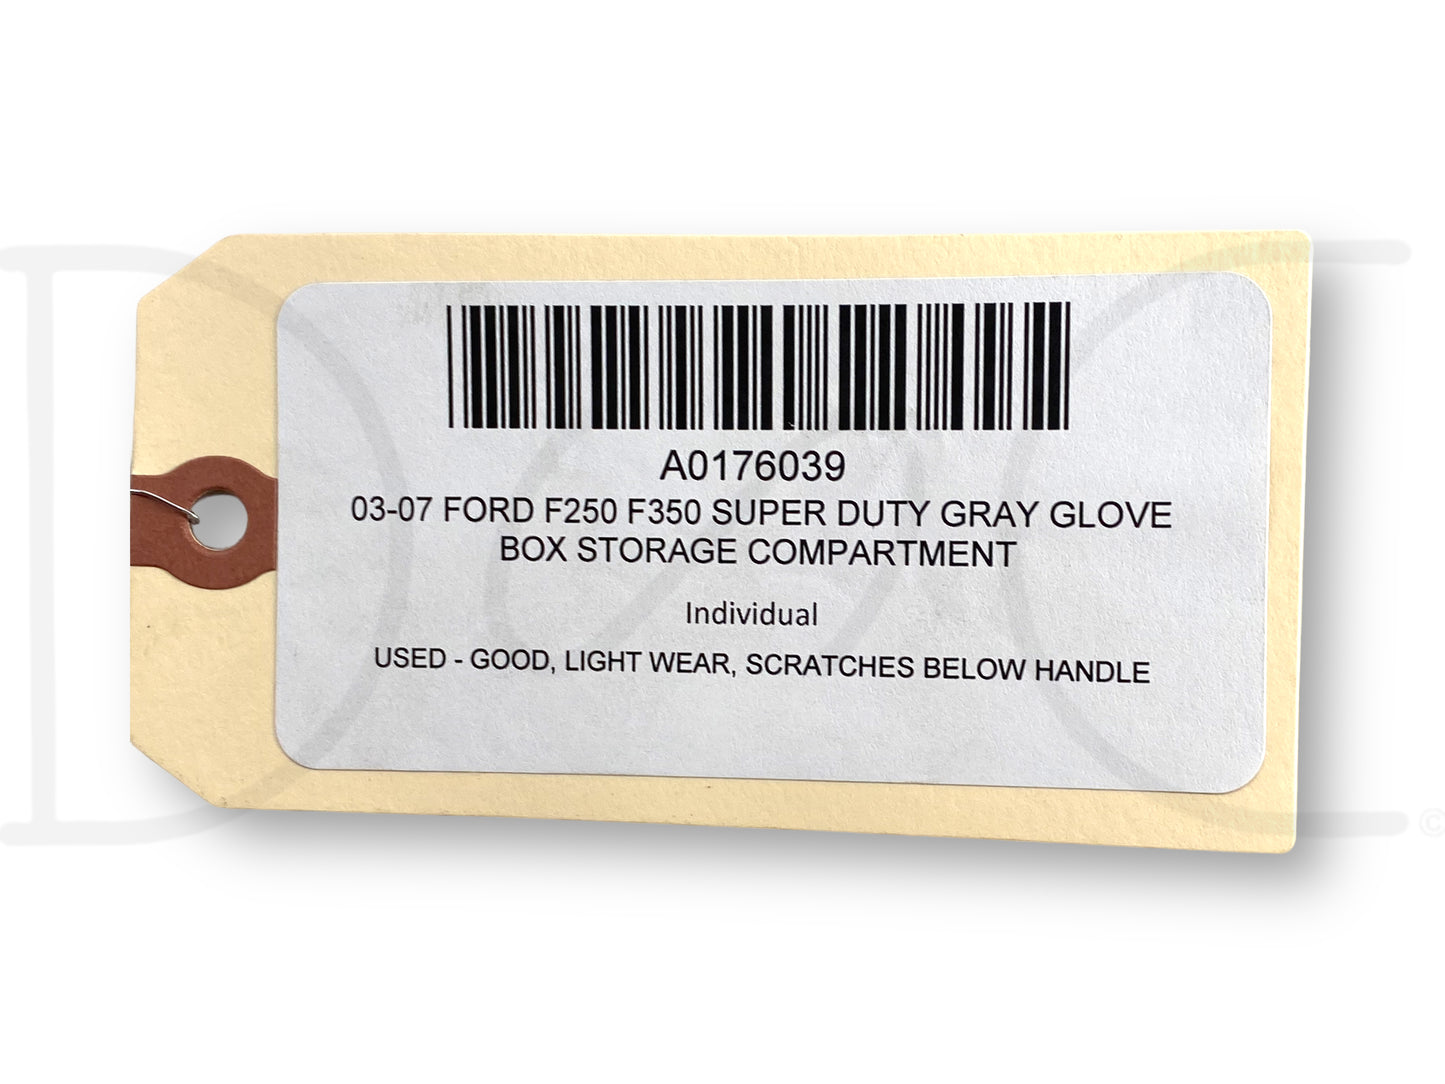 A0176039
03-07 FORD F250 F350 SUPER DUTY GRAY GLOVE
BOX STORAGE COMPARTMENT
Individual
USED - GOOD, LIGHT WEAR, SCRATCHES BELOW HANDLE
D C
©